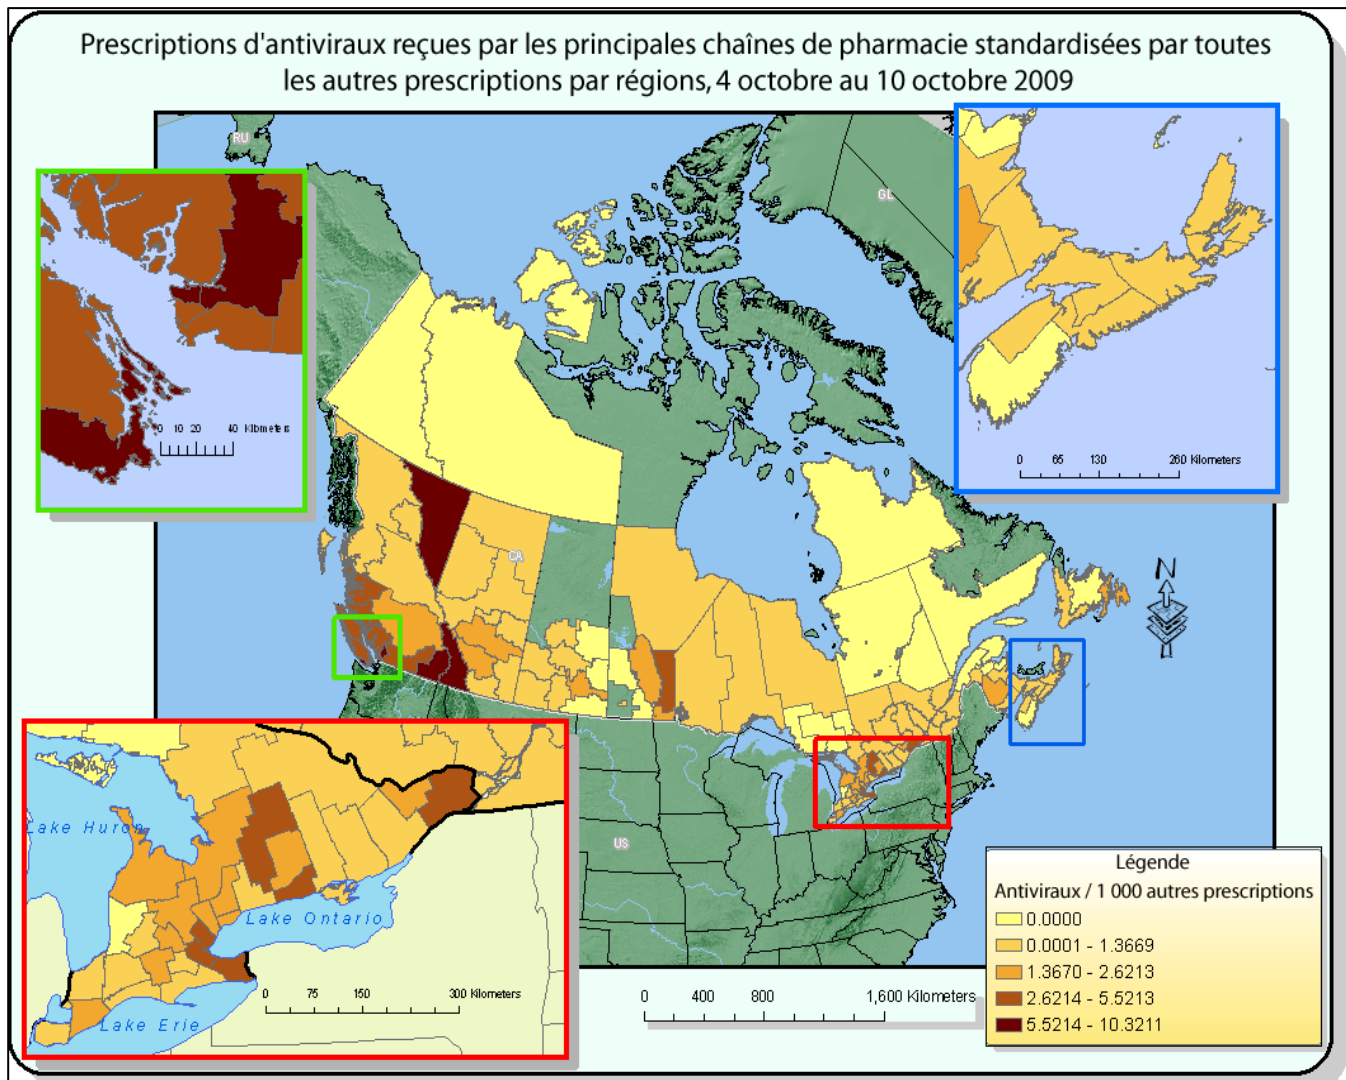 Prescriptions d'antiviraux reçues par les principales chaînes de pharmacie standardisées par toutes
les autres prescriptions par régions, 4 octobre au 10 octobre 2009
RU
GL
0 10 20 40 Kilometers
0 65 130 260 Kilometers
CA
N
US
Lake Huron
Lake Ontario
Lake Erie
0 75 150 300 Kilometers
0 400 800 1,600 Kilometers
Légende
Antiviraux / 1 000 autres prescriptions
0.0000
0.0001 - 1.3669
1.3670 - 2.6213
2.6214 - 5.5213
5.5214 - 10.3211